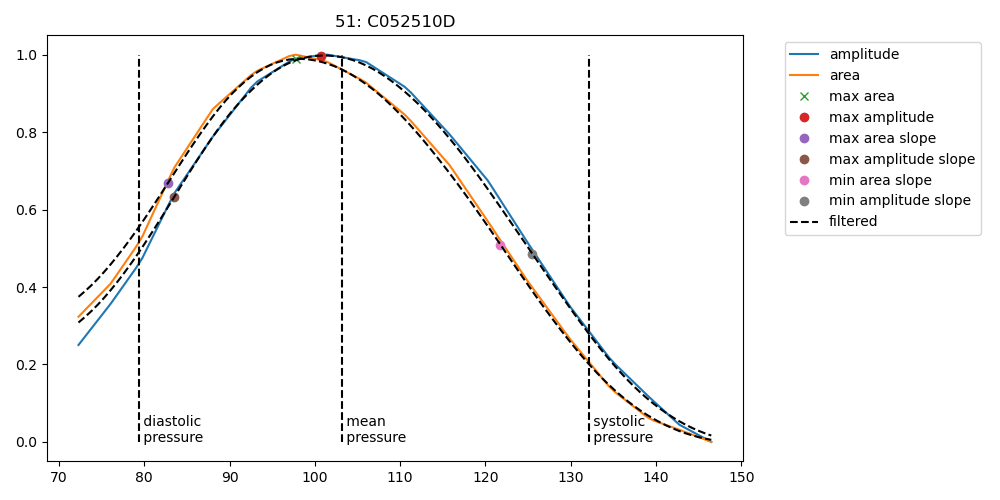 51: C052510D
1.0
0.8
0.6
0.4
0.2
0.0
diastolic
pressure
mean
pressure
systolic
pressure
70 80 90 100 110 120 130 140 150
amplitude
area
max area
max amplitude
max area slope
max amplitude slope
min area slope
min amplitude slope
filtered